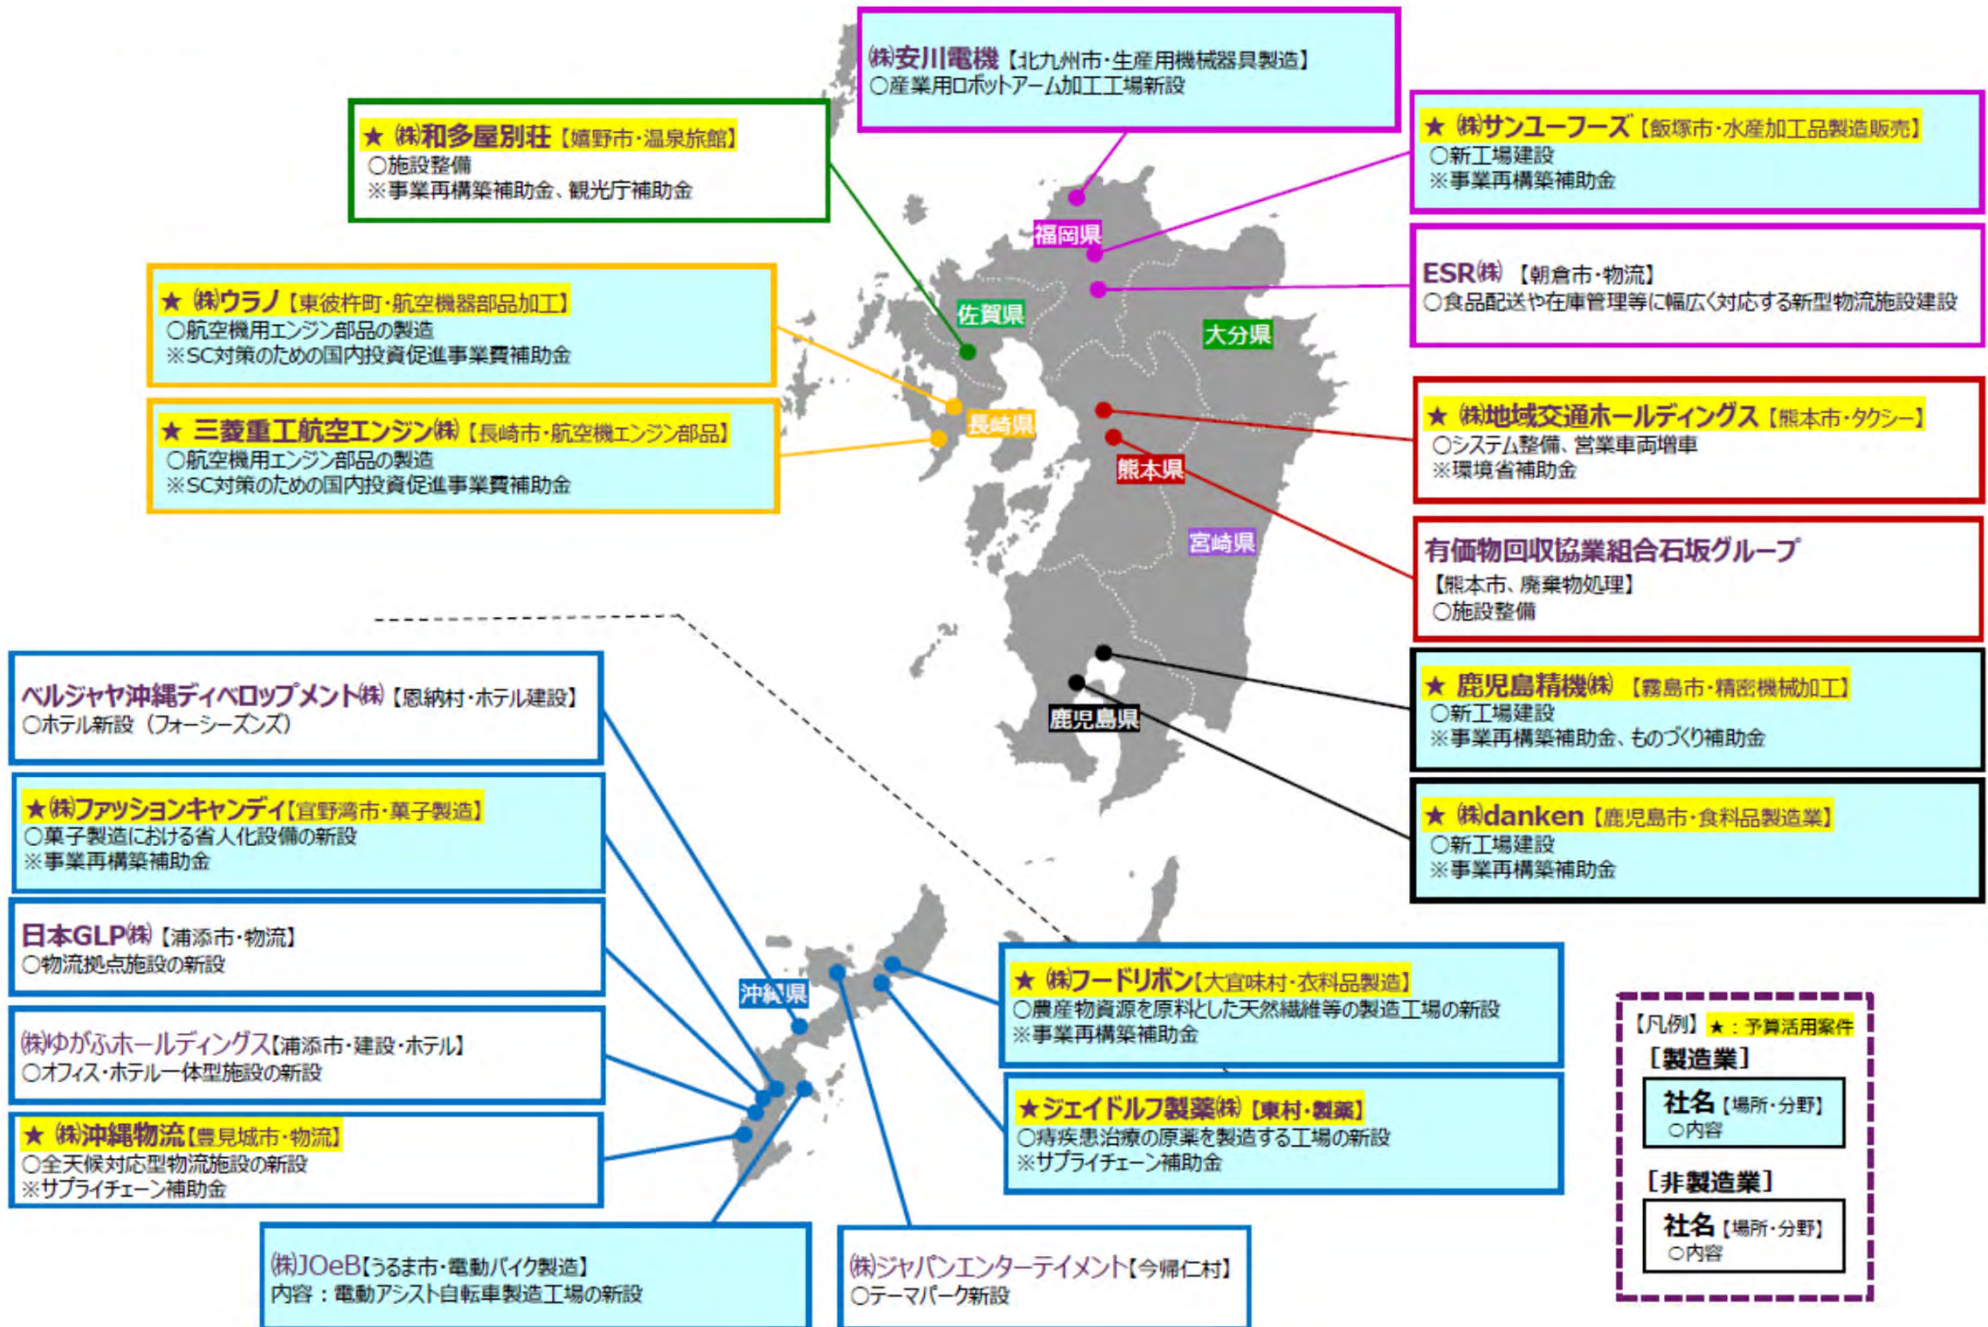 ㈱安川電機【北九州市・生産用機械器具製造】
○産業用ロボットアーム加工工場新設
★ ㈱和多屋別荘【嬉野市・温泉旅館】
○施設整備
※事業再構築補助金、観光庁補助金
★ ㈱サンユーフーズ【飯塚市・水産加工品製造販売】
○新工場建設
※事業再構築補助金
ESR㈱ 【朝倉市・物流】
○食品配送や在庫管理等に幅広く対応する新型物流施設建設
★ ㈱ウラノ【東彼杵町・航空機器部品加工】
○航空機用エンジン部品の製造
※SC対策のための国内投資促進事業費補助金
★ 三菱重工航空エンジン㈱【長崎市・航空機エンジン部品】
○航空機用エンジン部品の製造
※SC対策のための国内投資促進事業費補助金
★ ㈱地域交通ホールディングス【熊本市・タクシー】
○システム整備、営業車両増車
※環境省補助金
有価物回収協業組合石坂グループ
【熊本市、廃棄物処理】
○施設整備
★ 鹿児島精機㈱ 【霧島市・精密機械加工】
○新工場建設
※事業再構築補助金、ものづくり補助金
★ ㈱danken【鹿児島市・食料品製造業】
○新工場建設
※事業再構築補助金
福岡県
佐賀県
大分県
長崎県
熊本県
宮崎県
鹿児島県
沖縄県
ベルジャヤ沖縄ディベロップメント㈱【恩納村・ホテル建設】
○ホテル新設（フォーシーズンズ）
★㈱ファッションキャンディ【宜野湾市・菓子製造】
○菓子製造における省人化設備の新設
※事業再構築補助金
日本GLP㈱【浦添市・物流】
○物流拠点施設の新設
㈱ゆがふホールディングス【浦添市・建設・ホテル】
○オフィス・ホテル一体型施設の新設
★ ㈱沖縄物流【豊見城市・物流】
○全天候対応型物流施設の新設
※サプライチェーン補助金
㈱JOeB【うるま市・電動バイク製造】
内容：電動アシスト自転車製造工場の新設
㈱ジャパンエンターテイメント【今帰仁村】
○テーマパーク新設
★ ㈱フードリボン【大宜味村・衣料品製造】
○農産物資源を原料とした天然繊維等の製造工場の新設
※事業再構築補助金
★ジェイドルフ製薬㈱【東村・製薬】
○痔疾患治療の原薬を製造する工場の新設
※サプライチェーン補助金
【凡例】★：予算活用案件
［製造業］
社名【場所・分野】
○内容
［非製造業］
社名【場所・分野】
○内容